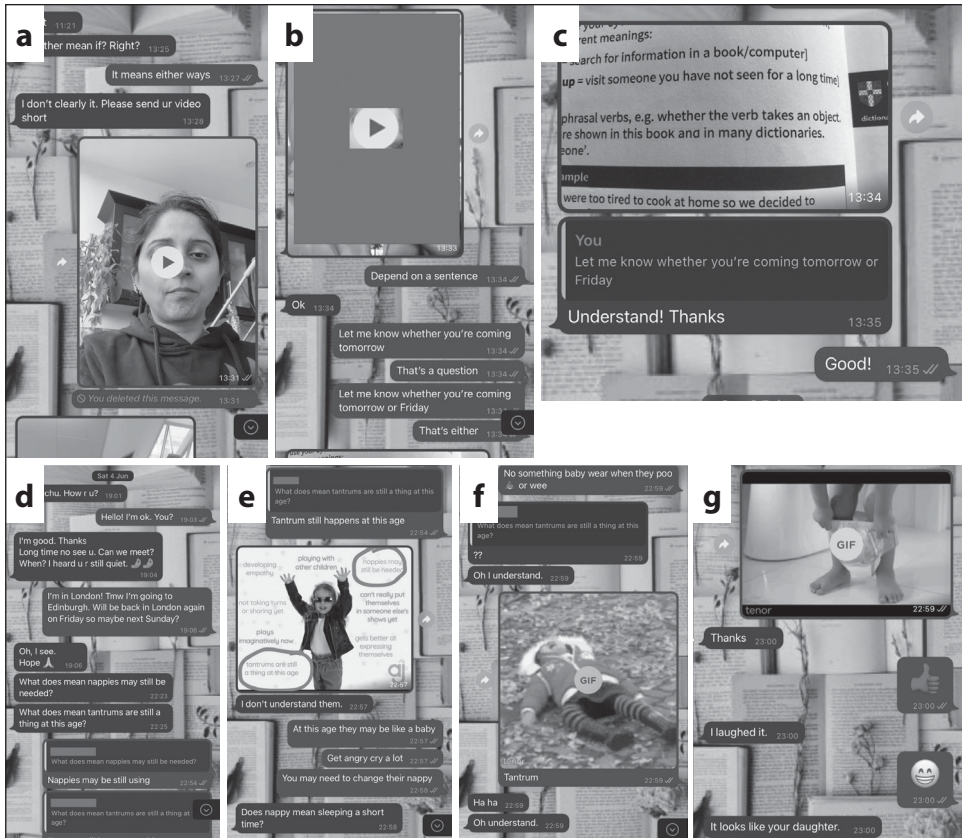 a
11:21
ther mean if? Right? 13:25
It means either ways 13:27
I don't clearly it. Please send ur video
short 13:28
13:31
You deleted this message. 13:31
b
13:33
Depend on a sentence 13:34
Ok 13:34
Let me know whether you're coming
tomorrow 13:34
That's a question 13:34
Let me know whether you're coming
tomorrow or Friday
That's either
c
rent meanings:
search for information in a book/computer]
up = visit someone you have not seen for a long time]
phrasal verbs, e.g. whether the verb takes an object.
re shown in this book and in many dictionaries.
eone'.
ample
were too tired to cook at home so we decided to
13:34
You
Let me know whether you're coming tomorrow or
Friday
Understand! Thanks 13:35
Good! 13:35
d
Sat 4 Jun
chu. How r u? 19:01
Hello! I'm ok. You? 19:03
I'm good. Thanks
Long time no see u. Can we meet?
When? I heard u r still quiet. 19:04
I'm in London! Tmw I'm going to
Edinburgh. Will be back in London again
on Friday so maybe next Sunday? 19:06
Oh, I see.
Hope 19:06
What does mean nappies may still be
needed? 22:23
What does mean tantrums are still a
thing at this age? 22:25
What does mean nappies may still be needed?
Nappies may be still using 22:54
What does mean tantrums are still a thing at this
age?
e
What does mean tantrums are still a thing at this
age?
Tantrum still happens at this age 22:54
developing
empathy
playing with
other children
nappies may
still be needed
not taking turns
or sharing yet
can't really put
themselves
in someone else's
shoes yet
plays
imaginatively now
gets better at
expressing
themselves
tantrums are still
a thing at this age
gj
22:57
I don't understand them. 22:57
At this age they may be like a baby
22:57
Get angry cry a lot 22:57
You may need to change their nappy
22:58
Does nappy mean sleeping a short
time? 22:58
f
No something baby wear when they poo
or wee 22:59
What does mean tantrums are still a thing at this
age?
?? 22:59
Oh I understand. 22:59
GIF
tenor
Tantrum 22:59
Ha ha 22:59
Oh understand. 22:59
g
GIF
tenor 22:59
Thanks 23:00
23:00
I laughed it. 23:00
23:00
It looks like your daughter. 23:00